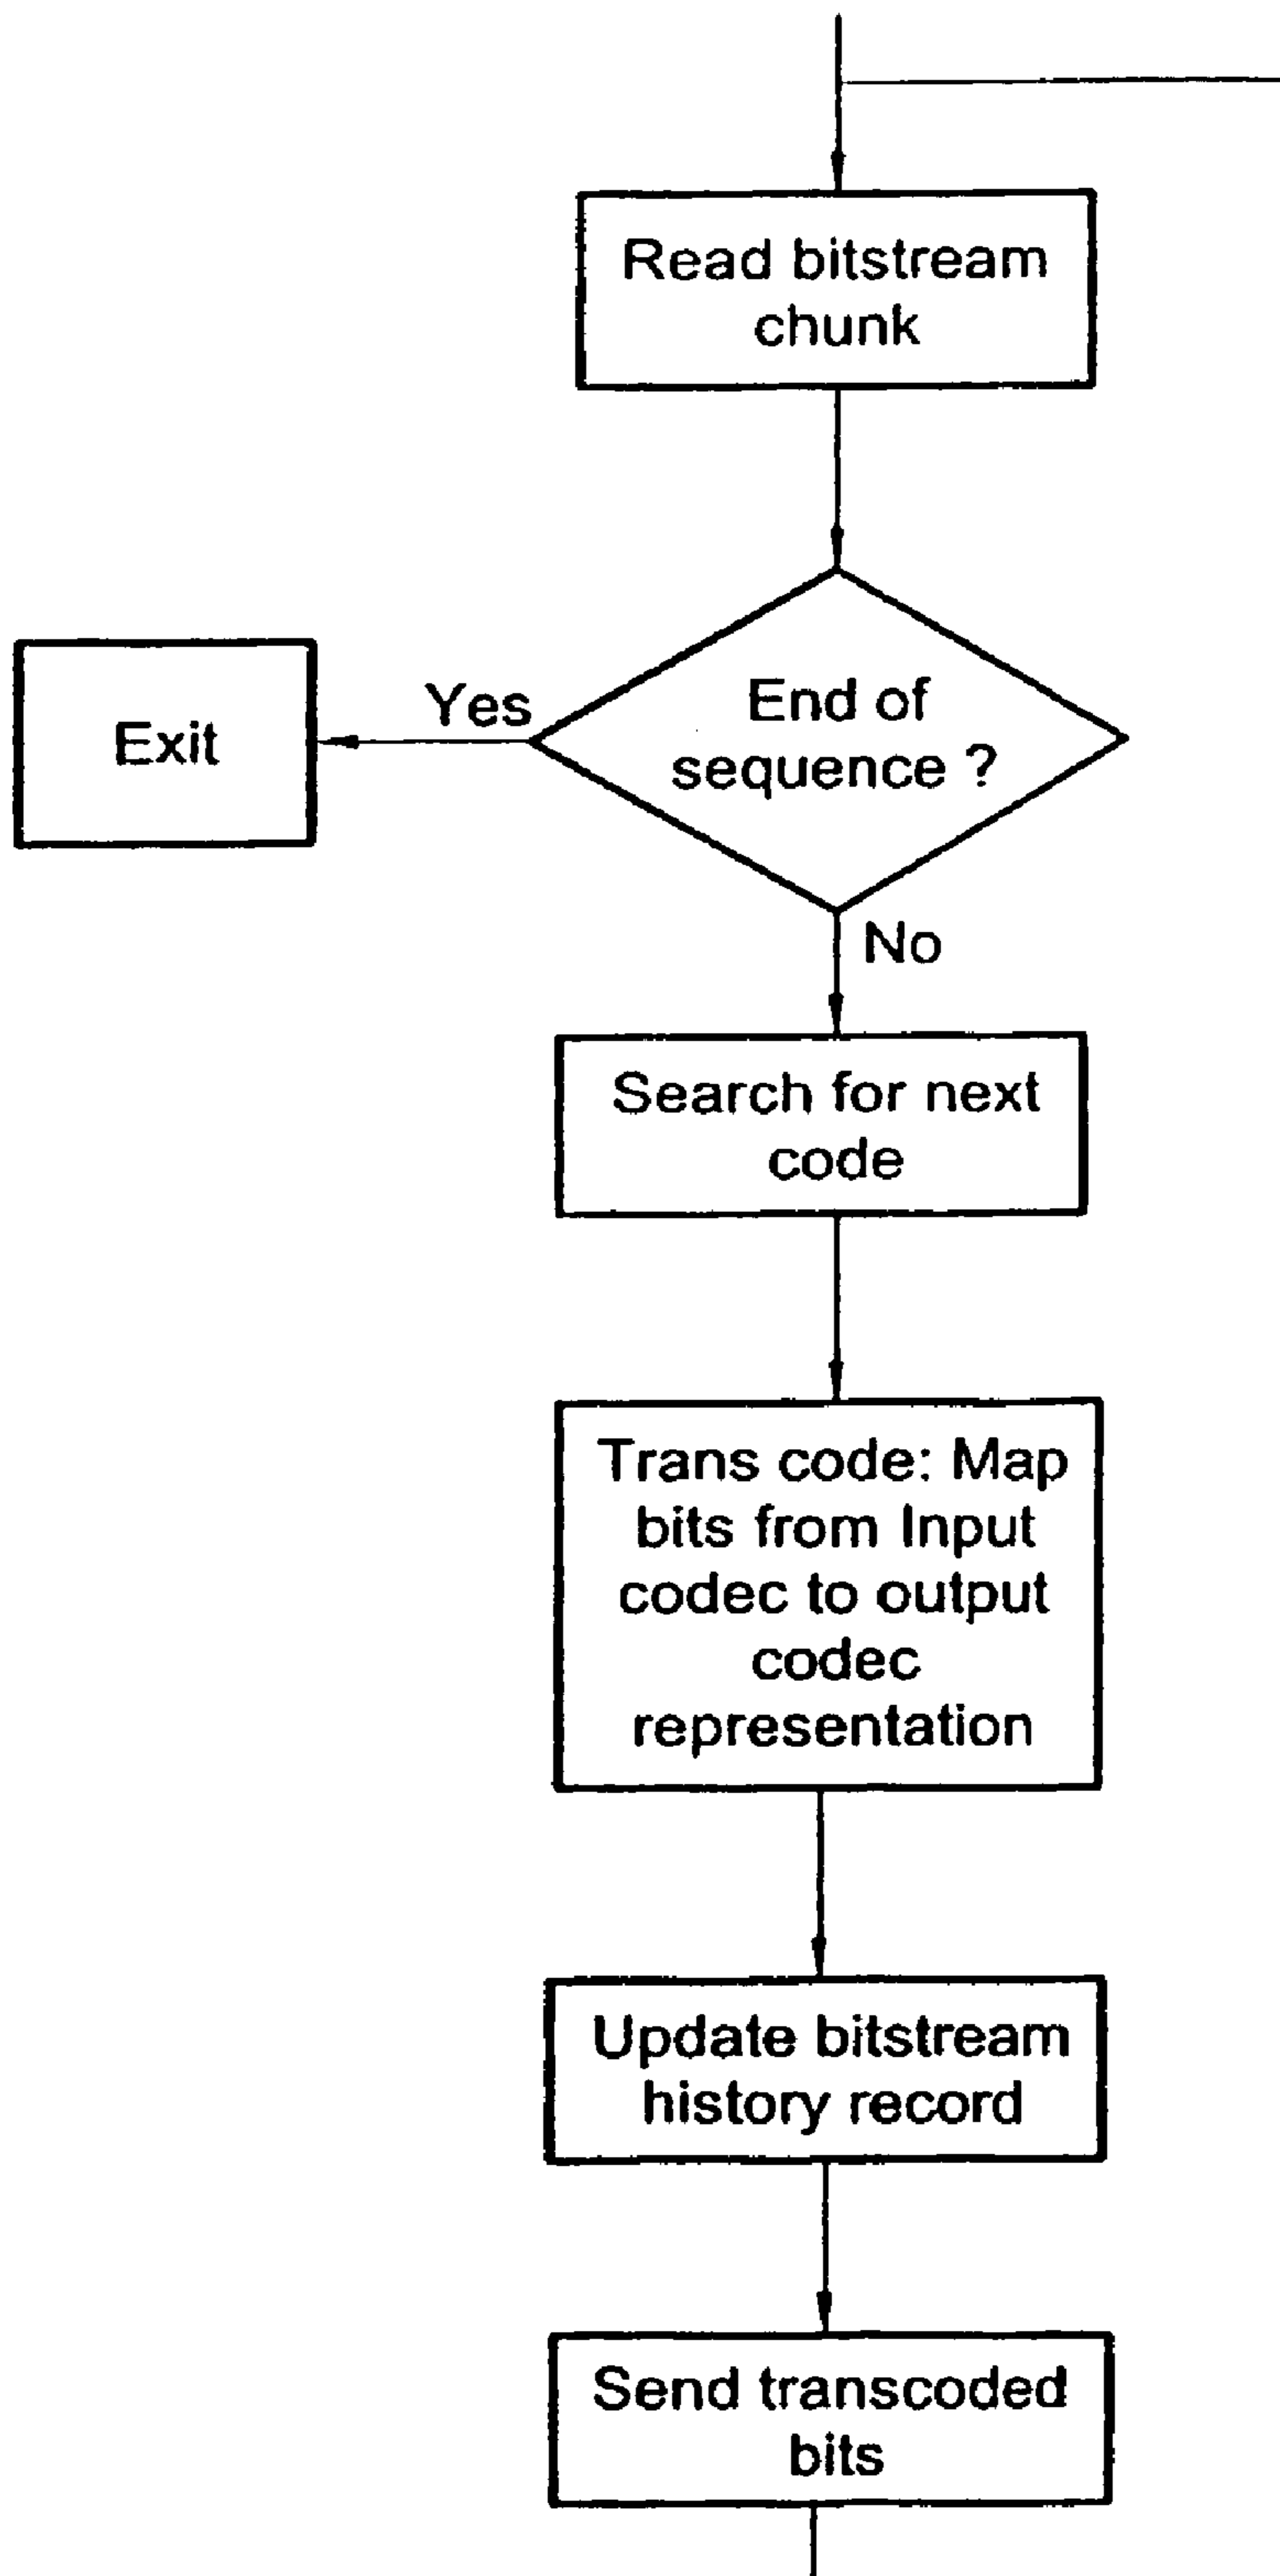 Read bitstream
chunk
End of
sequence ?
Yes
Exit
No
Search for next
code
Trans code: Map
bits from Input
codec to output
codec
representation
Update bitstream
history record
Send transcoded
bits